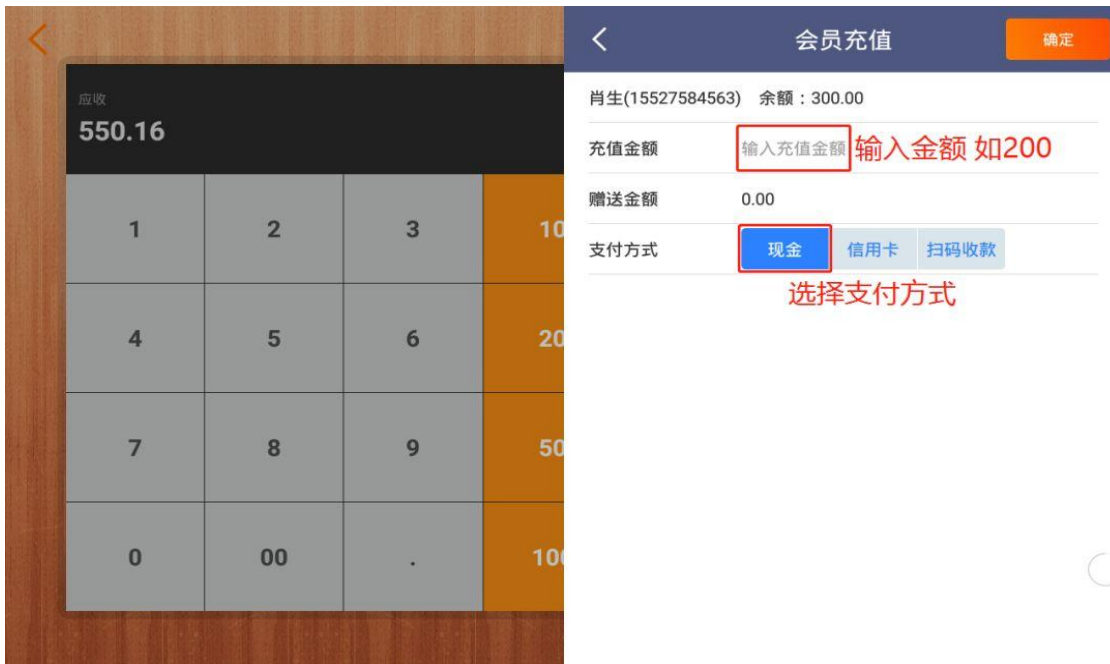 应收
550.16
1 2 3 10
4 5 6 20
7 8 9 50
0 00 . 100
会员充值 确定
肖生(15527584563) 余额：300.00
充值金额 输入充值金额 输入金额 如200
赠送金额 0.00
支付方式 现金 信用卡 扫码收款
选择支付方式